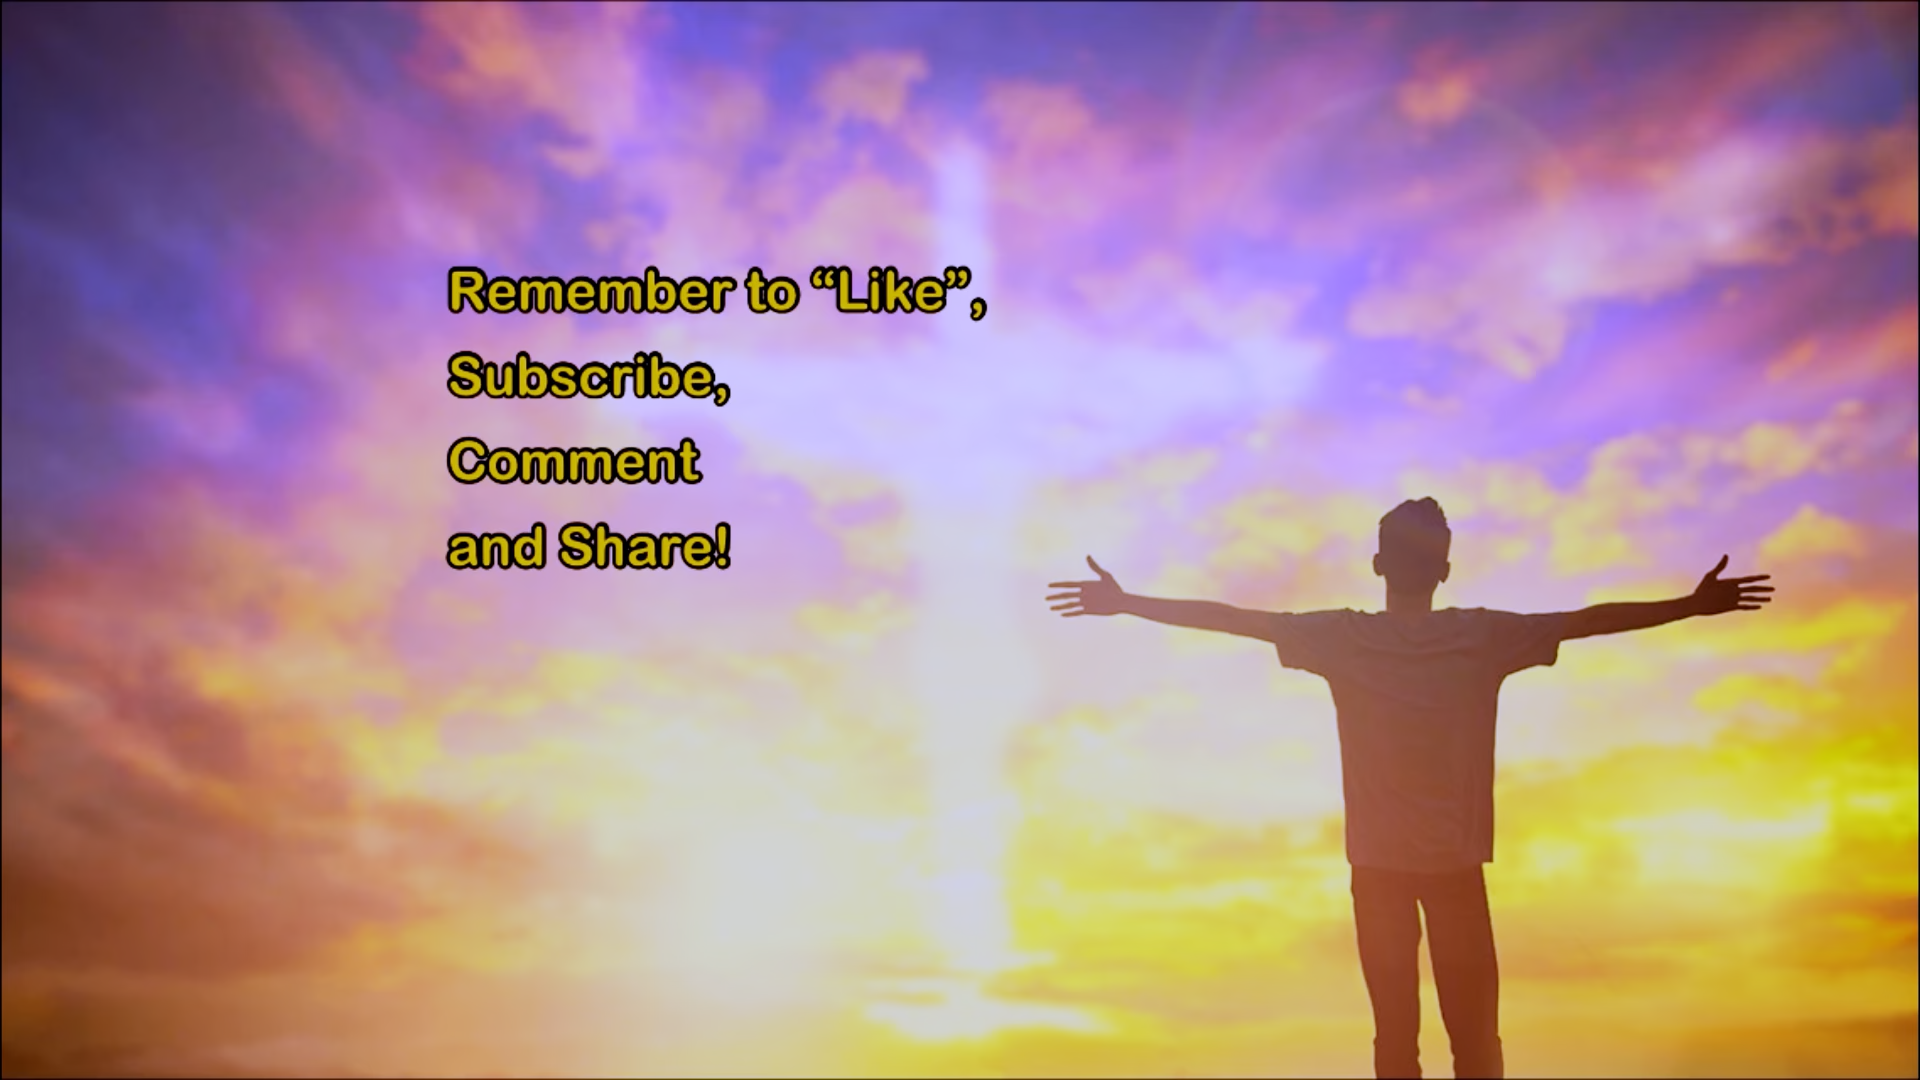 Remember to “Like”,
Subscribe,
Comment
and Share!